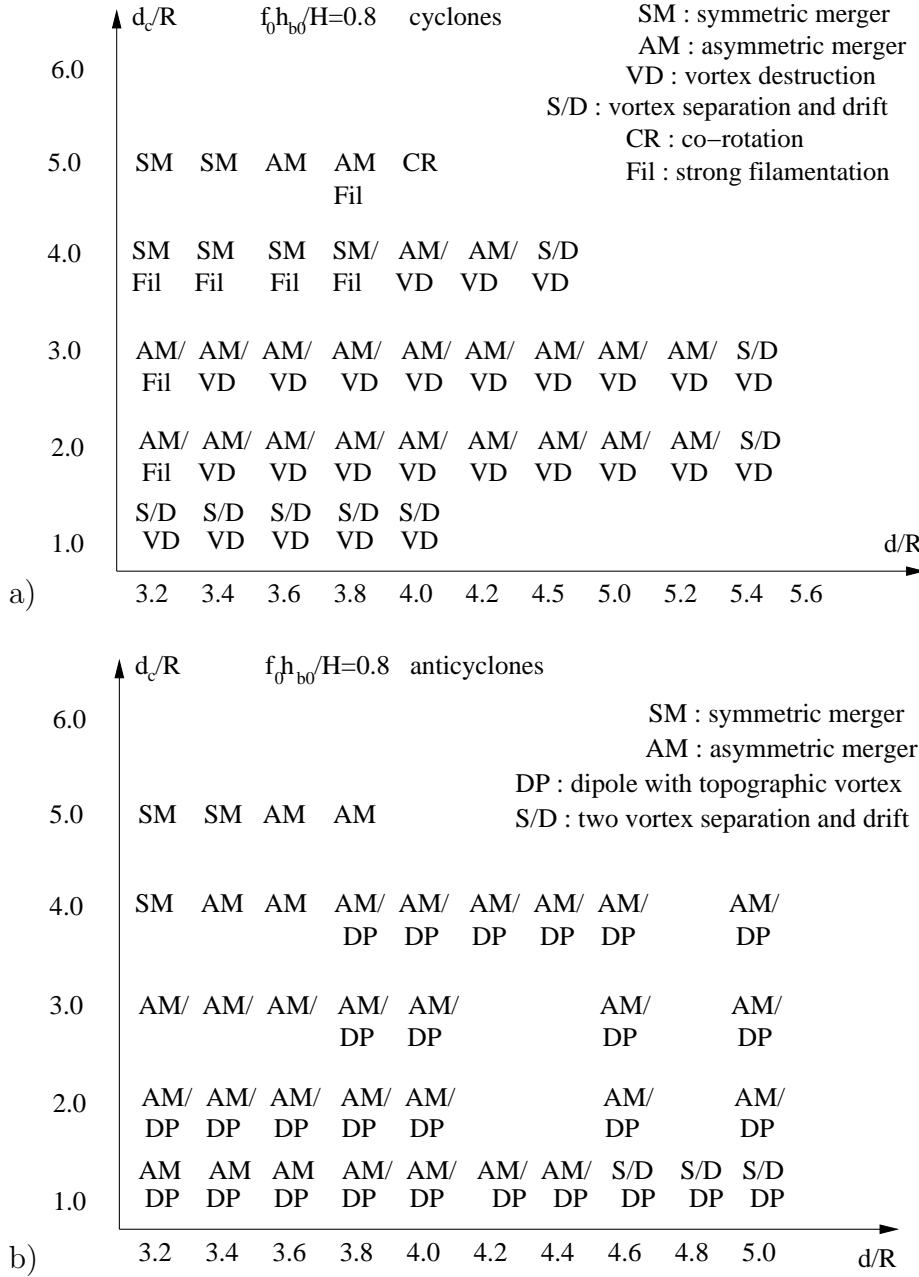 d_c/R f_0h_b0/H=0.8 cyclones SM : symmetric merger
AM : asymmetric merger
6.0 VD : vortex destruction
S/D : vortex separation and drift
CR : co−rotation
5.0 SM SM AM AM CR Fil : strong filamentation
Fil
4.0 SM SM SM SM/ AM/ AM/ S/D
Fil Fil Fil Fil VD VD VD
3.0 AM/ AM/ AM/ AM/ AM/ AM/ AM/ AM/ AM/ S/D
Fil VD VD VD VD VD VD VD VD VD
2.0 AM/ AM/ AM/ AM/ AM/ AM/ AM/ AM/ AM/ S/D
Fil VD VD VD VD VD VD VD VD VD
S/D S/D S/D S/D S/D
1.0 VD VD VD VD VD d/R
a) 3.2 3.4 3.6 3.8 4.0 4.2 4.5 5.0 5.2 5.4 5.6
d_c/R f_0h_b0/H=0.8 anticyclones
6.0 SM : symmetric merger
AM : asymmetric merger
DP : dipole with topographic vortex
5.0 SM SM AM AM S/D : two vortex separation and drift
4.0 SM AM AM AM/ AM/ AM/ AM/ AM/ AM/
DP DP DP DP DP DP
3.0 AM/ AM/ AM/ AM/ AM/ AM/ AM/
DP DP DP DP
2.0 AM/ AM/ AM/ AM/ AM/ AM/ AM/
DP DP DP DP DP DP DP
AM AM AM AM/ AM/ AM/ AM/ S/D S/D S/D
1.0 DP DP DP DP DP DP DP DP DP DP
b) 3.2 3.4 3.6 3.8 4.0 4.2 4.4 4.6 4.8 5.0 d/R